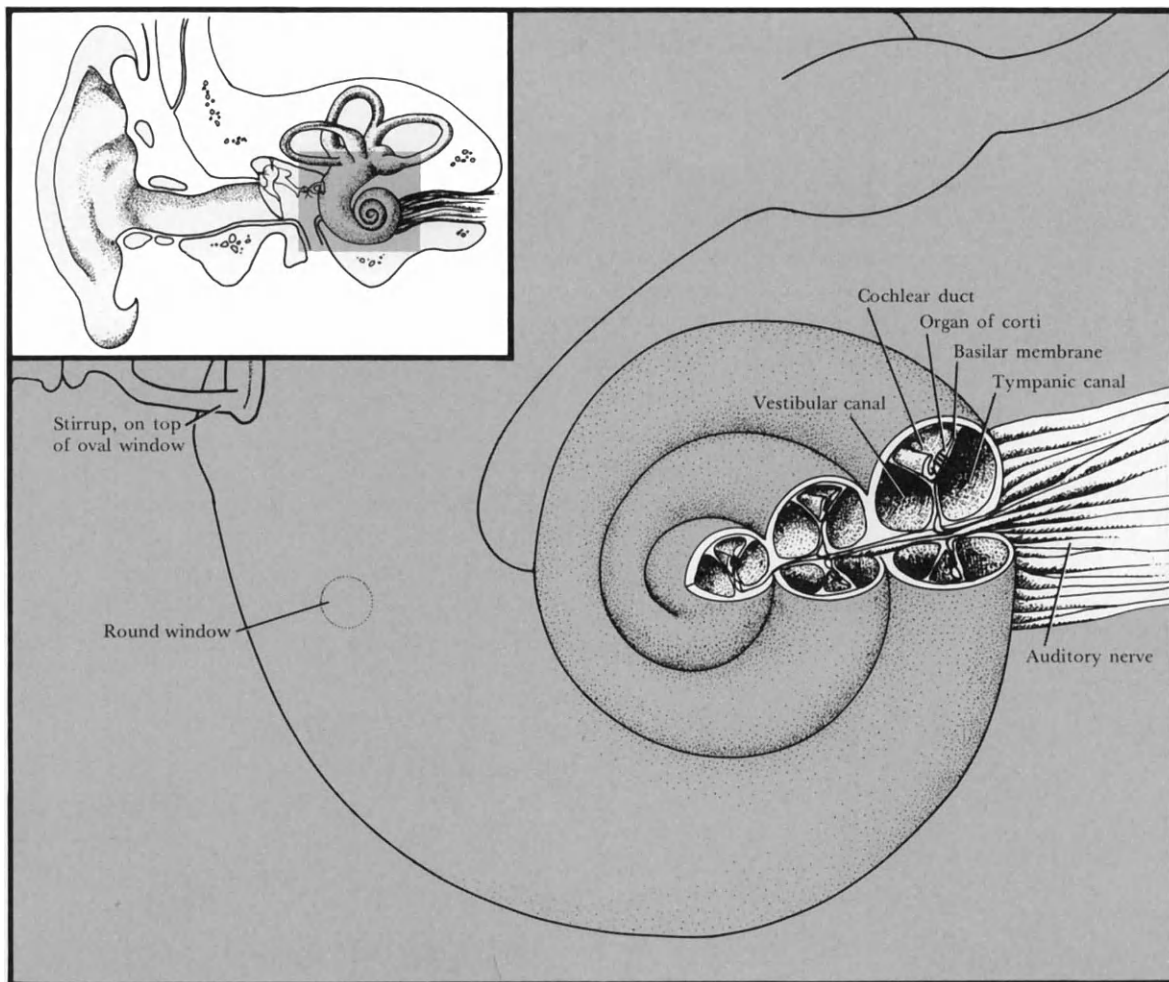 Cochlear duct
Organ of corti
Basilar membrane
Tympanic canal
Vestibular canal
Stirrup, on top
of oval window
Round window
Auditory nerve